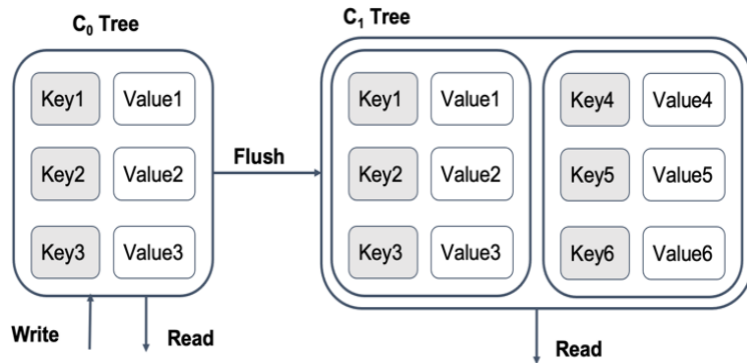 C₀ Tree
C₁ Tree
Key1 Value1
Key2 Value2
Key3 Value3
Flush
Key1 Value1
Key2 Value2
Key3 Value3
Key4 Value4
Key5 Value5
Key6 Value6
Write
Read
Read